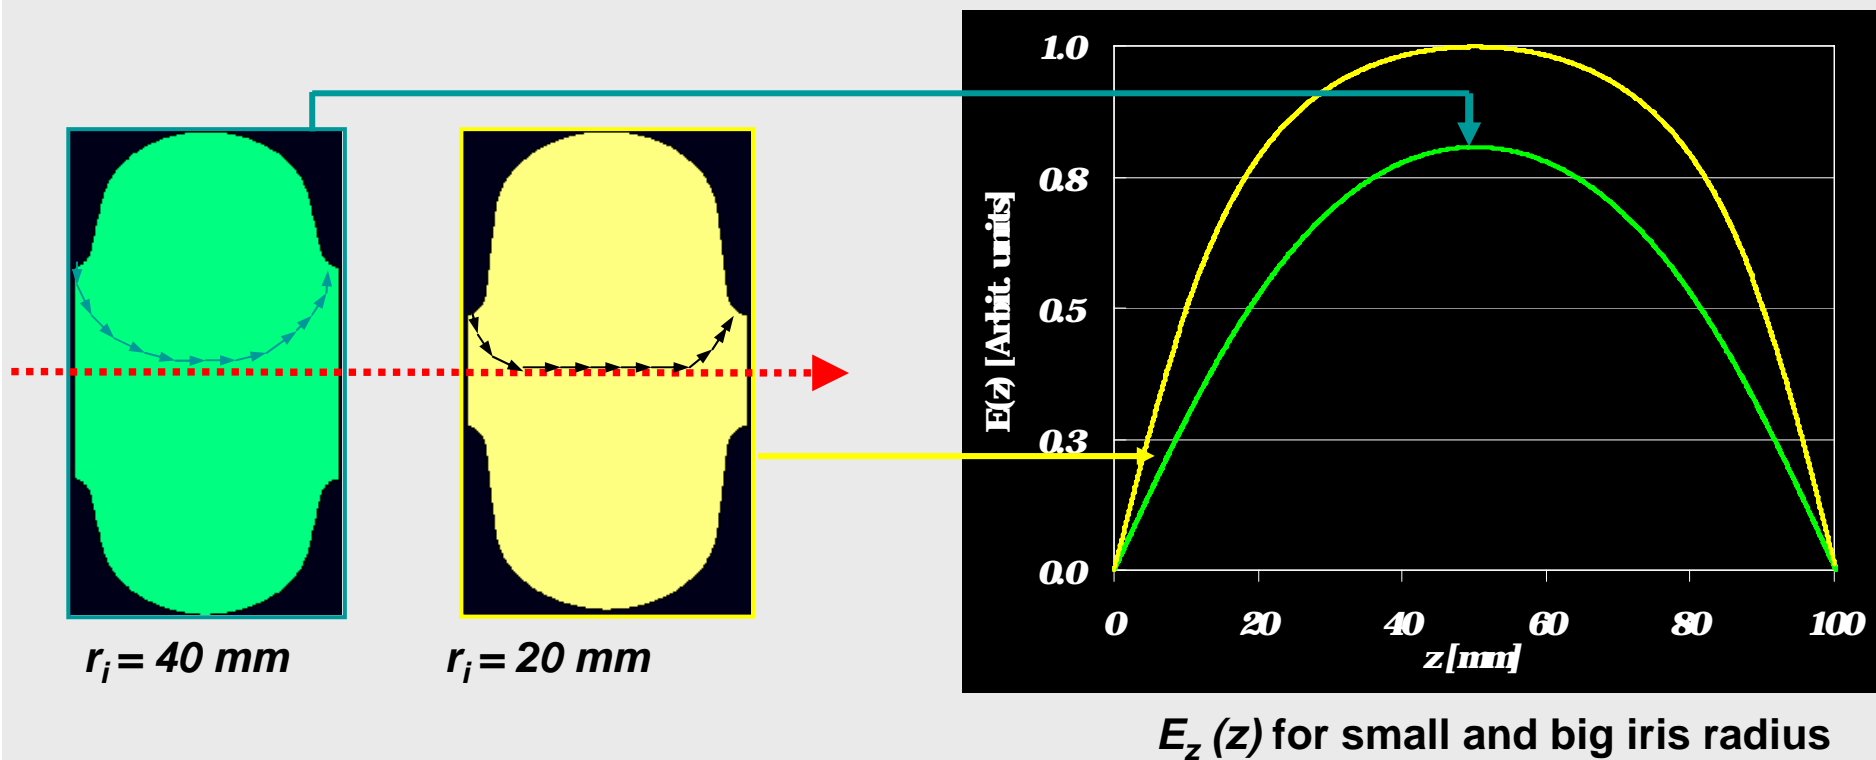 r_i = 40 mm
r_i = 20 mm
E(z) [Arbit. units]
1.0
0.8
0.5
0.3
0.0
0 20 40 60 80 100
z [mm]
E_z (z) for small and big iris radius